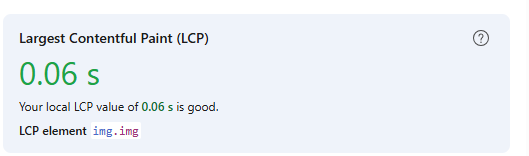 Largest Contentful Paint (LCP)
?
0.06 s
Your local LCP value of 0.06 s is good.
LCP element img.img